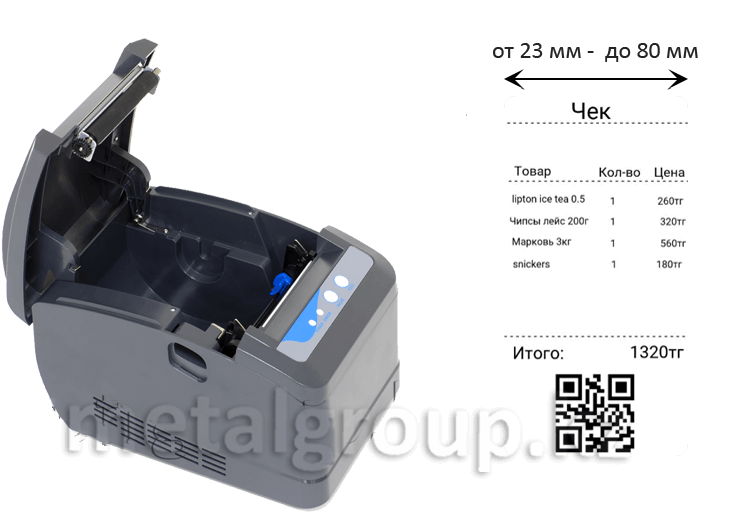 от 23 мм -  до 80 мм
Чек
Товар Кол-во Цена
lipton ice tea 0.5 1 260тг
Чипсы лейс 200г 1 320тг
Марковь 3кг 1 560тг
snickers 1 180тг
Итого: 1320тг
metalgroup.kz